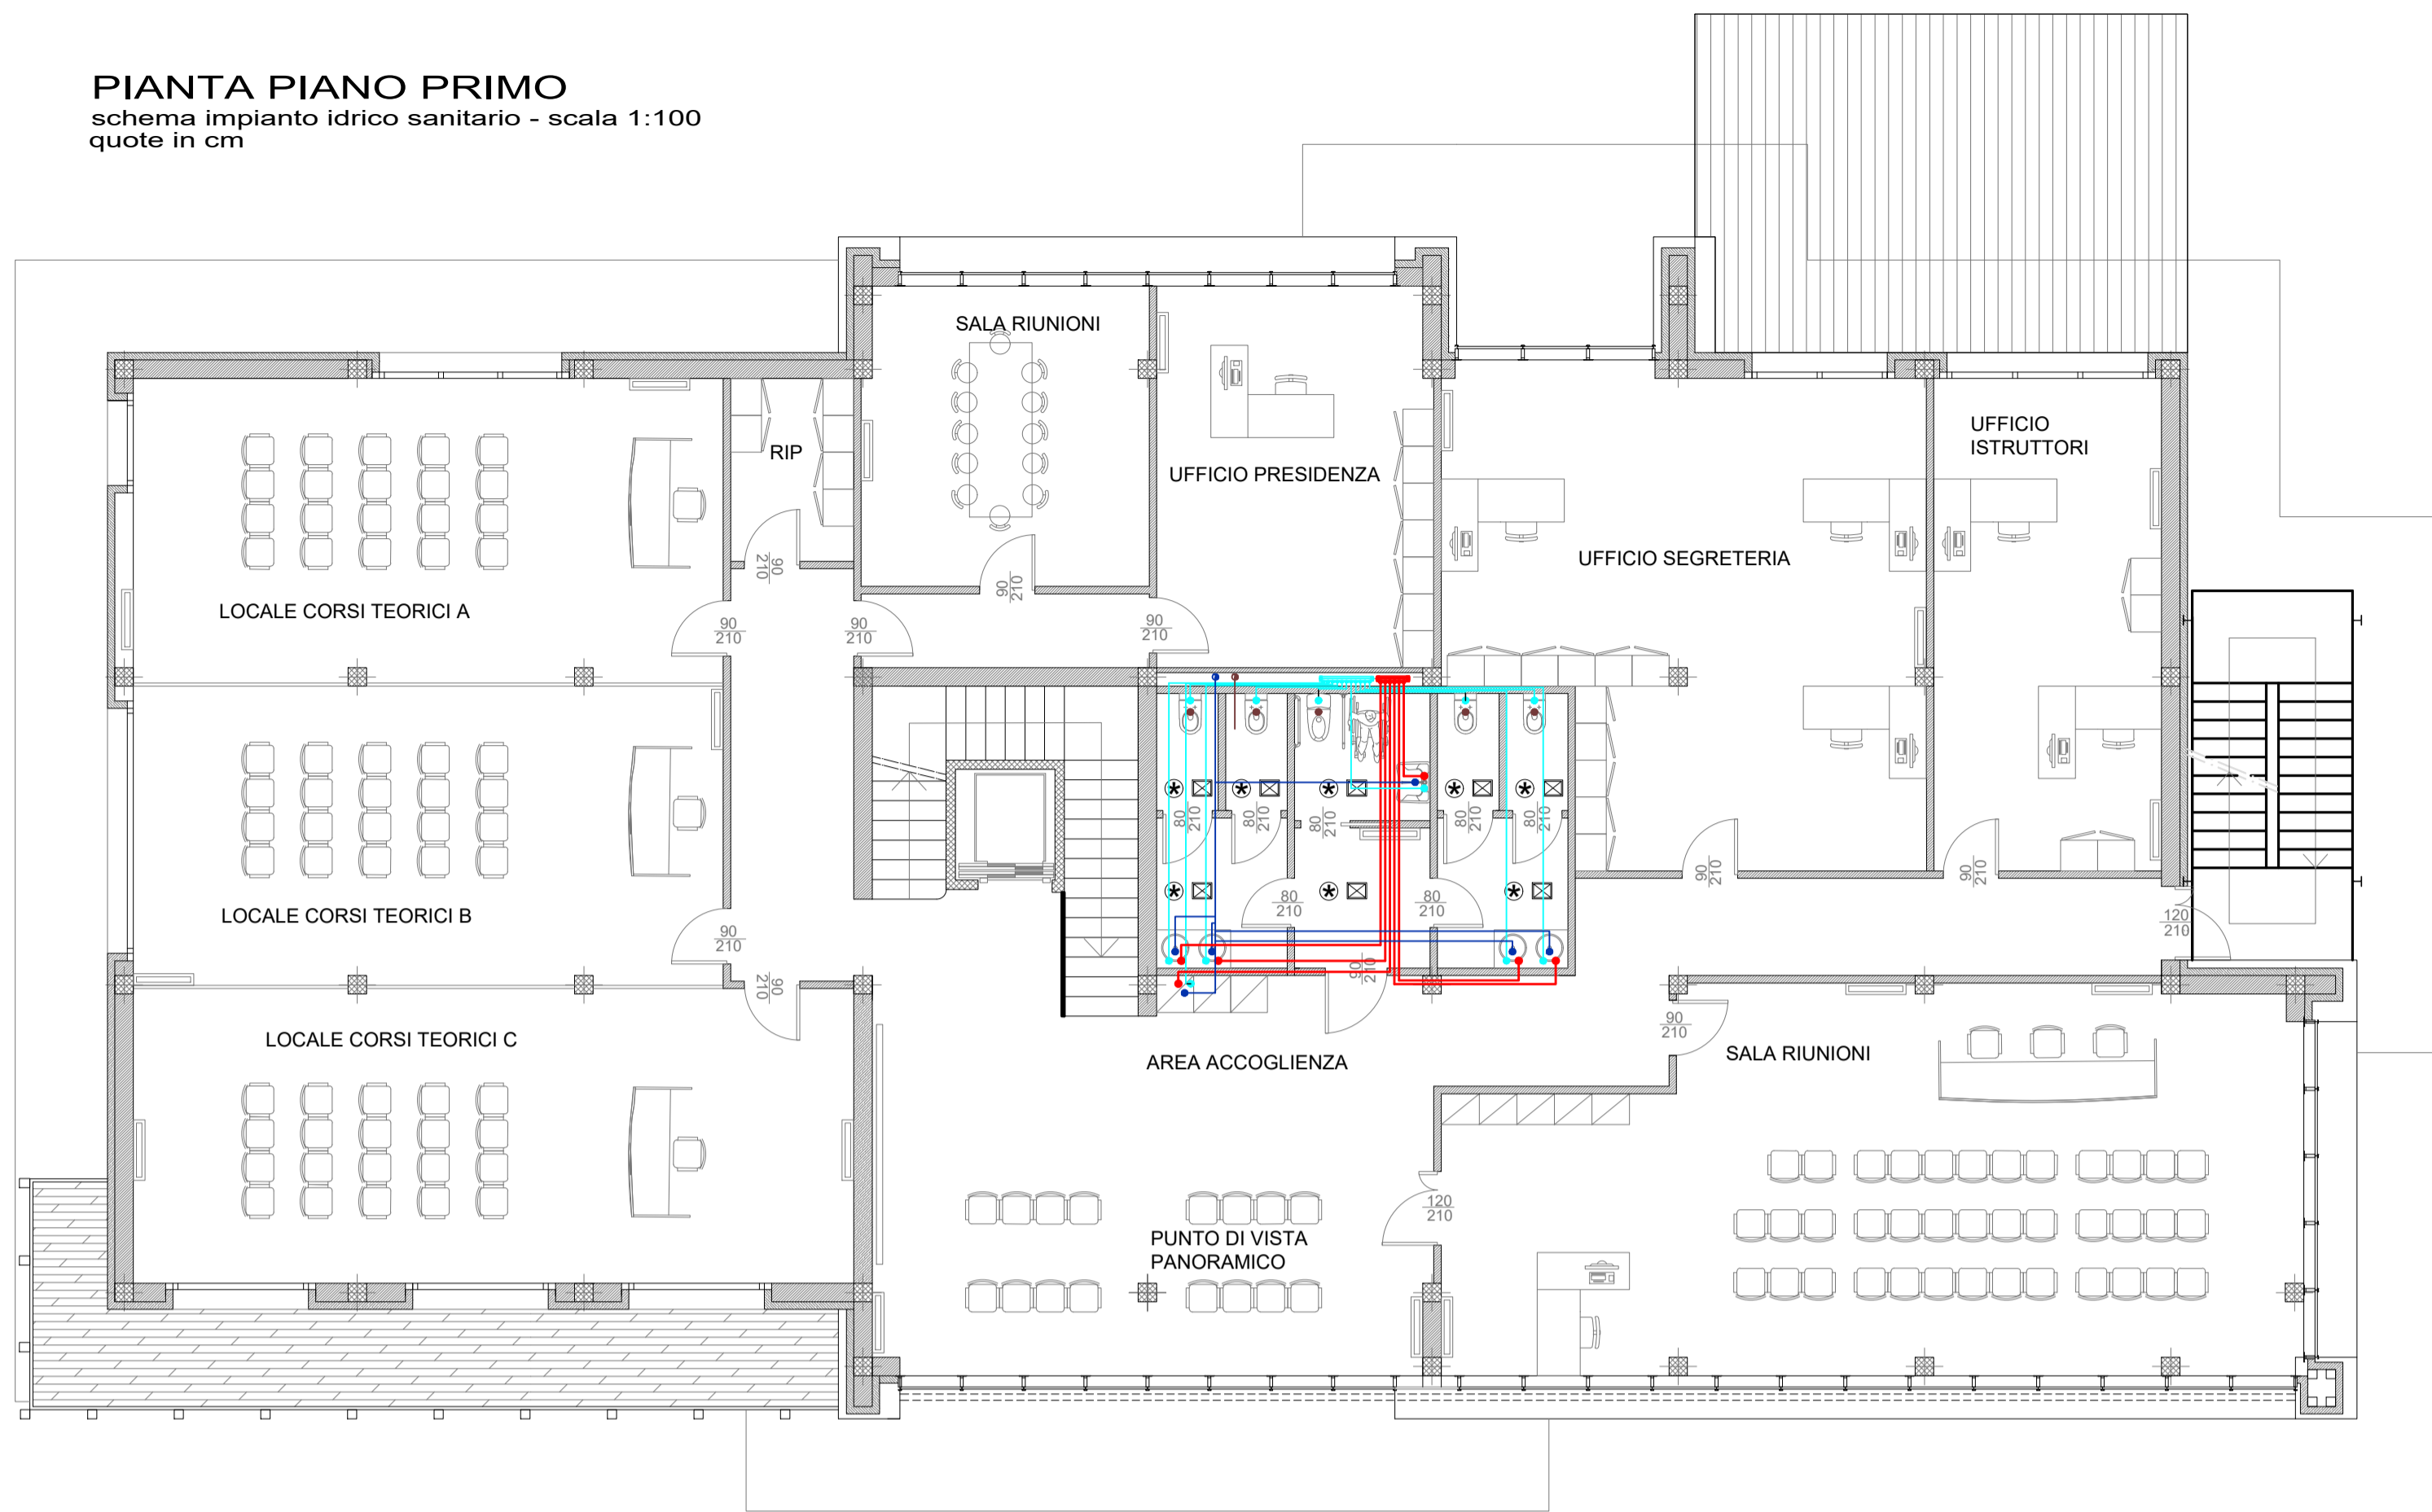 PIANTA PIANO PRIMO
schema impianto idrico sanitario - scala 1:100
quote in cm
SALA RIUNIONI
RIP
UFFICIO PRESIDENZA
UFFICIO
ISTRUTTORI
UFFICIO SEGRETERIA
90
210
90
210
LOCALE CORSI TEORICI A
90
210
90
210
90
210
80
210
80
210
80
210
80
210
80
210
90
210
90
210
80
210
80
210
LOCALE CORSI TEORICI B
120
210
90
210
90
210
90
210
90
210
LOCALE CORSI TEORICI C
AREA ACCOGLIENZA
SALA RIUNIONI
120
210
PUNTO DI VISTA
PANORAMICO